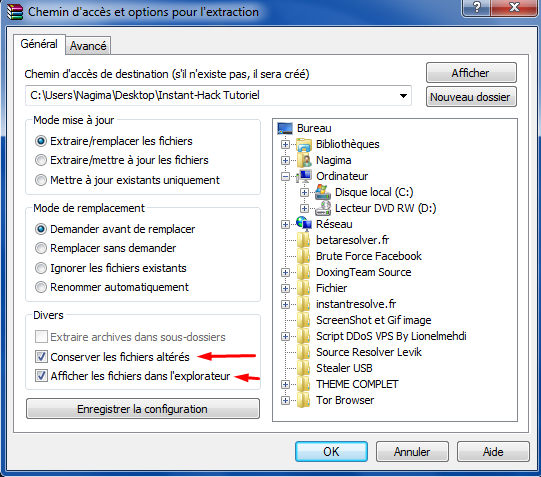 Chemin d'accès et options pour l'extraction
Général
Avancé
Chemin d'accès de destination (s'il n'existe pas, il sera créé)
Afficher
C:\Users\Nagima\Desktop\Instant-Hack Tutoriel
Nouveau dossier
Mode mise à jour
Extraire/remplacer les fichiers
Extraire/mettre à jour les fichiers
Mettre à jour existants uniquement
Mode de remplacement
Demander avant de remplacer
Remplacer sans demander
Ignorer les fichiers existants
Renommer automatiquement
Divers
Extraire archives dans sous-dossiers
Conserver les fichiers altérés
Afficher les fichiers dans l'explorateur
Enregistrer la configuration
Bureau
Bibliothèques
Nagima
Ordinateur
Disque local (C:)
Lecteur DVD RW (D:)
Réseau
betaresolver.fr
Brute Force Facebook
DoxingTeam Source
Fichier
instantresolve.fr
ScreenShot et Gif image
Script DDoS VPS By Lionelmehdi
Source Resolver Levik
Stealer USB
THEME COMPLET
Tor Browser
OK
Annuler
Aide